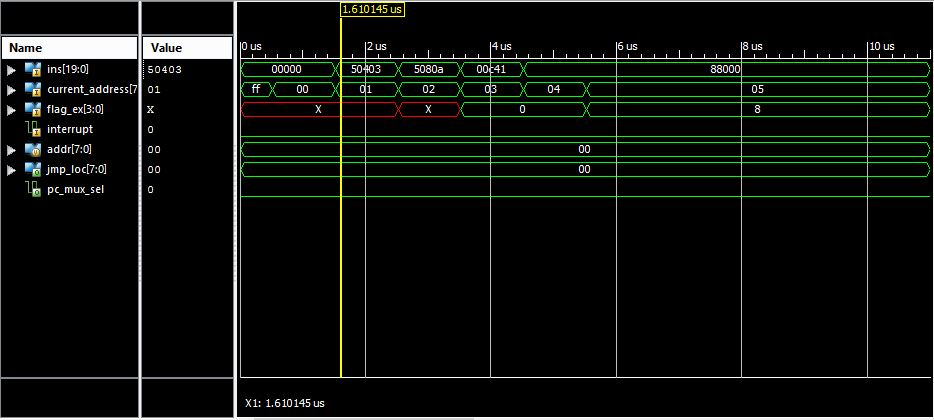 1.610145 us
Name Value 0 us 2 us 4 us 6 us 8 us 10 us
ins[19:0] 50403 00000 50403 5080a 00c41 88000
current_address[7 01 ff 00 01 02 03 04 05
flag_ex[3:0] X X X 0 8
interrupt 0
addr[7:0] 00 00
jmp_loc[7:0] 00 00
pc_mux_sel 0
X1: 1.610145 us